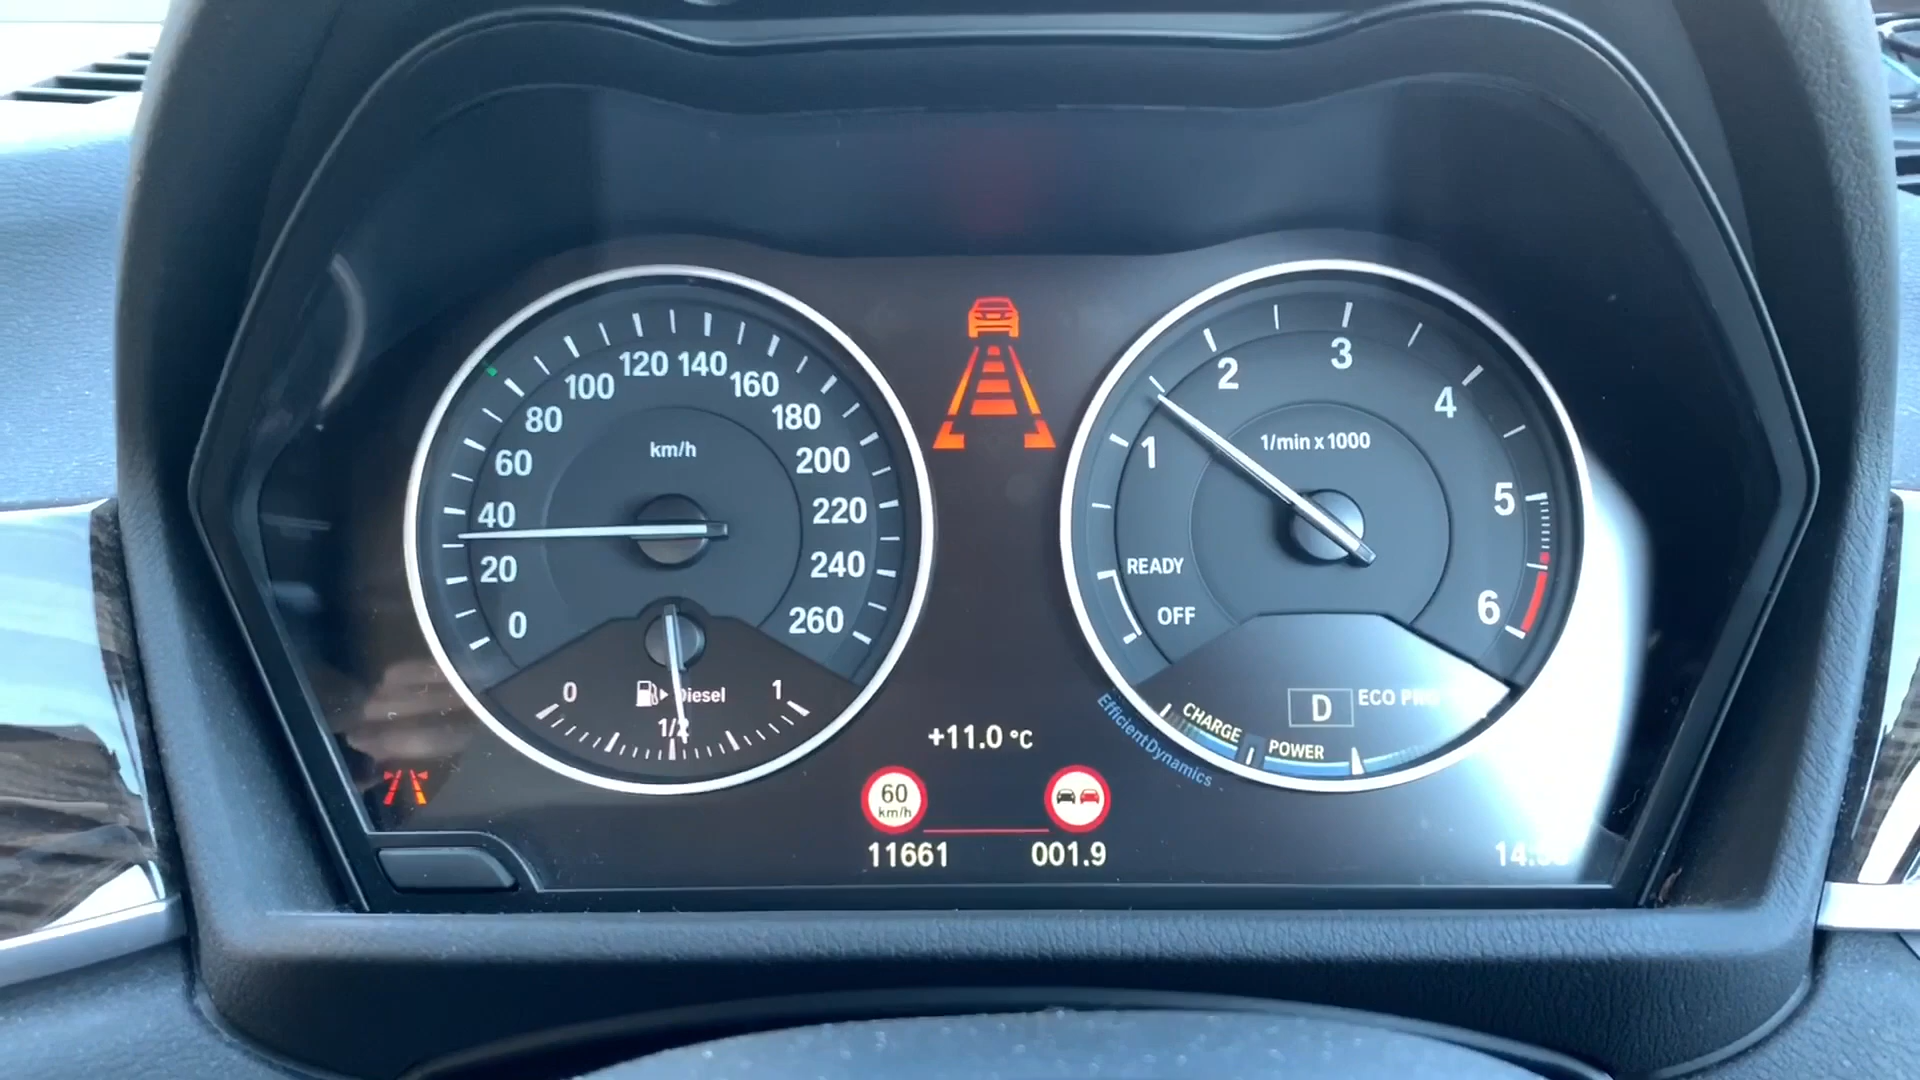 0
20
40
60
80
100
120
140
160
180
200
220
240
260
km/h
0
1/2
1
Diesel
+11.0 °C
60
km/h
11661
001.9
1
2
3
4
5
6
1/min x 1000
READY
OFF
D
ECO
CHARGE
POWER
EfficientDynamics